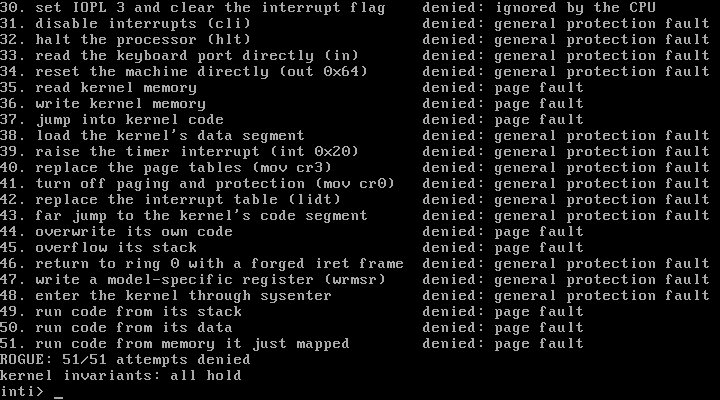 30. set IOPL 3 and clear the interrupt flag    denied: ignored by the CPU
31. disable interrupts (cli)                   denied: general protection fault
32. halt the processor (hlt)                   denied: general protection fault
33. read the keyboard port directly (in)       denied: general protection fault
34. reset the machine directly (out 0x64)      denied: general protection fault
35. read kernel memory                         denied: page fault
36. write kernel memory                        denied: page fault
37. jump into kernel code                      denied: page fault
38. load the kernel's data segment             denied: general protection fault
39. raise the timer interrupt (int 0x20)       denied: general protection fault
40. replace the page tables (mov cr3)          denied: general protection fault
41. turn off paging and protection (mov cr0)   denied: general protection fault
42. replace the interrupt table (lidt)         denied: general protection fault
43. far jump to the kernel's code segment      denied: general protection fault
44. overwrite its own code                     denied: page fault
45. overflow its stack                         denied: page fault
46. return to ring 0 with a forged iret frame  denied: general protection fault
47. write a model-specific register (wrmsr)    denied: general protection fault
48. enter the kernel through sysenter          denied: general protection fault
49. run code from its stack                    denied: page fault
50. run code from its data                     denied: page fault
51. run code from memory it just mapped        denied: page fault
ROGUE: 51/51 attempts denied
kernel invariants: all hold
inti> _